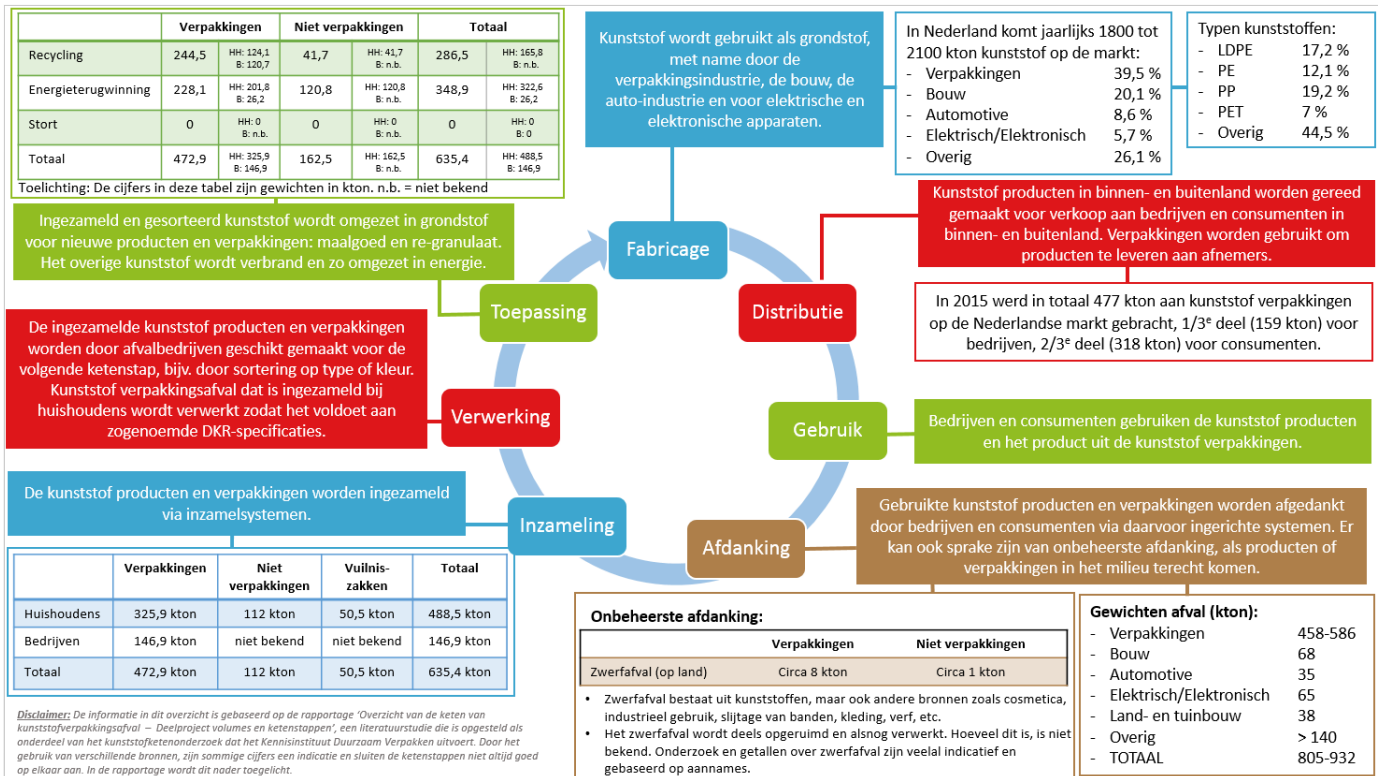 Verpakkingen Niet verpakkingen Totaal
Recycling 244,5 HH: 124,1 B: 120,7 41,7 HH: 41,7 B: n.b. 286,5 HH: 165,8 B: n.b.
Energieterugwinning 228,1 HH: 201,8 B: 26,2 120,8 HH: 120,8 B: n.b. 348,9 HH: 322,6 B: 26,2
Stort 0 HH: 0 B: n.b. 0 HH: 0 B: n.b. 0 HH: 0 B: 0
Totaal 472,9 HH: 325,9 B: 146,9 162,5 HH: 162,5 B: n.b. 635,4 HH: 488,5 B: 146,9
Toelichting: De cijfers in deze tabel zijn gewichten in kton. n.b. = niet bekend
Kunststof wordt gebruikt als grondstof,
met name door de
verpakkingsindustrie, de bouw, de
auto-industrie en voor elektrische en
elektronische apparaten.
In Nederland komt jaarlijks 1800 tot
2100 kton kunststof op de markt:
- Verpakkingen 39,5 %
- Bouw 20,1 %
- Automotive 8,6 %
- Elektrisch/Elektronisch 5,7 %
- Overig 26,1 %
Typen kunststoffen:
- LDPE 17,2 %
- PE 12,1 %
- PP 19,2 %
- PET 7 %
- Overig 44,5 %
Ingezameld en gesorteerd kunststof wordt omgezet in grondstof
voor nieuwe producten en verpakkingen: maalgoed en re-granulaat.
Het overige kunststof wordt verbrand en zo omgezet in energie.
Fabricage
Kunststof producten in binnen- en buitenland worden gereed
gemaakt voor verkoop aan bedrijven en consumenten in
binnen- en buitenland. Verpakkingen worden gebruikt om
producten te leveren aan afnemers.
Toepassing
Distributie
In 2015 werd in totaal 477 kton aan kunststof verpakkingen
op de Nederlandse markt gebracht, 1/3e deel (159 kton) voor
bedrijven, 2/3e deel (318 kton) voor consumenten.
De ingezamelde kunststof producten en verpakkingen
worden door afvalbedrijven geschikt gemaakt voor de
volgende ketenstap, bijv. door sortering op type of kleur.
Kunststof verpakkingsafval dat is ingezameld bij
huishoudens wordt verwerkt zodat het voldoet aan
zogenoemde DKR-specificaties.
Verwerking
Gebruik
Bedrijven en consumenten gebruiken de kunststof producten
en het product uit de kunststof verpakkingen.
De kunststof producten en verpakkingen worden ingezameld
via inzamelsystemen.
Inzameling
Afdanking
Gebruikte kunststof producten en verpakkingen worden afgedankt
door bedrijven en consumenten via daarvoor ingerichte systemen. Er
kan ook sprake zijn van onbeheerste afdanking, als producten of
verpakkingen in het milieu terecht komen.
Verpakkingen Niet verpakkingen Vuilnis-zakken Totaal
Huishoudens 325,9 kton 112 kton 50,5 kton 488,5 kton
Bedrijven 146,9 kton niet bekend niet bekend 146,9 kton
Totaal 472,9 kton 112 kton 50,5 kton 635,4 kton
Disclaimer: De informatie in dit overzicht is gebaseerd op de rapportage ‘Overzicht van de keten van
kunststofverpakkingsafval – Deelproject volumes en ketenstappen’, een literatuurstudie die is opgesteld als
onderdeel van het kunststofketenonderzoek dat het Kennisinstituut Duurzaam Verpakken uitvoert. Door het
gebruik van verschillende bronnen, zijn sommige cijfers een indicatie en sluiten de ketenstappen niet altijd goed
op elkaar aan. In de rapportage wordt dit nader toegelicht.
Onbeheerste afdanking:
Verpakkingen Niet verpakkingen
Zwerfafval (op land) Circa 8 kton Circa 1 kton
• Zwerfafval bestaat uit kunststoffen, maar ook andere bronnen zoals cosmetica,
industrieel gebruik, slijtage van banden, kleding, verf, etc.
• Het zwerfafval wordt deels opgeruimd en alsnog verwerkt. Hoeveel dit is, is niet
bekend. Onderzoek en getallen over zwerfafval zijn veelal indicatief en
gebaseerd op aannames.
Gewichten afval (kton):
- Verpakkingen 458-586
- Bouw 68
- Automotive 35
- Elektrisch/Elektronisch 65
- Land- en tuinbouw 38
- Overig > 140
- TOTAAL 805-932